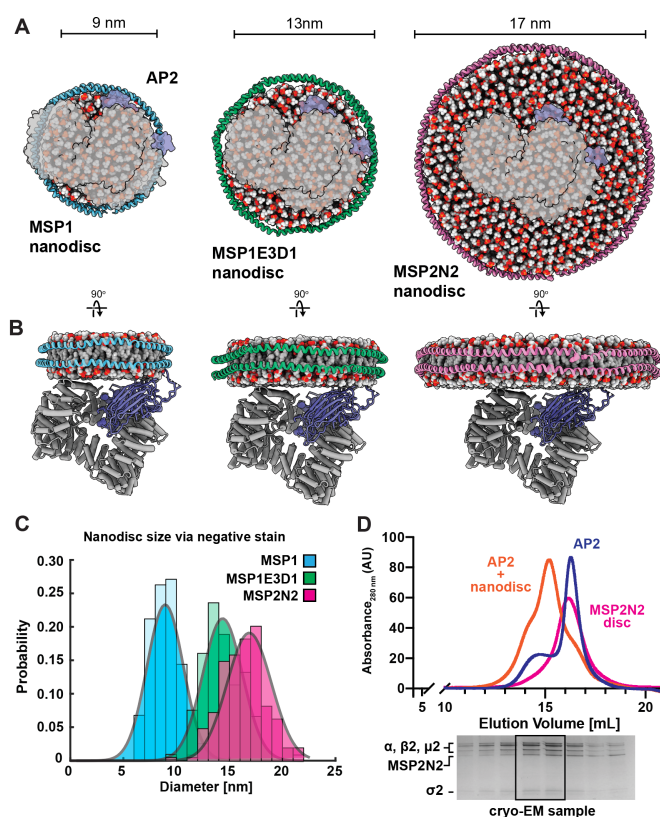 A
9 nm
13nm
17 nm
AP2
MSP1
nanodisc
MSP1E3D1
nanodisc
MSP2N2
nanodisc
90°
90°
90°
B
C
Nanodisc size via negative stain
MSP1
MSP1E3D1
MSP2N2
Probability
0.30
0.25
0.20
0.15
0.10
0.05
0
0
5
10
15
20
25
Diameter [nm]
D
AP2
AP2
+
nanodisc
MSP2N2
disc
Absorbance280 nm (AU)
100
80
60
40
20
0
5
10
15
20
Elution Volume [mL]
α, β2, μ2
MSP2N2
σ2
cryo-EM sample